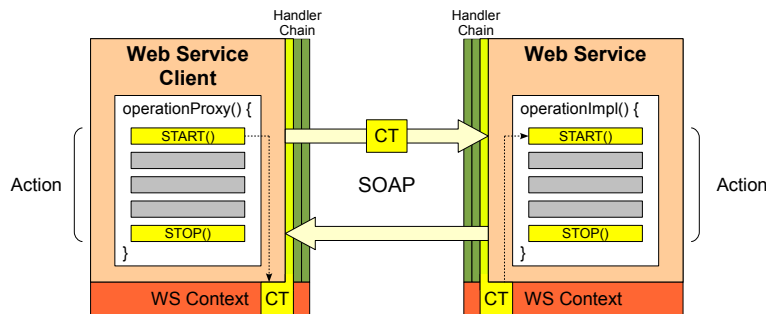 Handler
Chain
Handler
Chain
Web Service
Client
Web Service
operationProxy() {
START()
STOP()
}
Action
CT
SOAP
operationImpl() {
START()
STOP()
}
Action
WS Context
CT
CT
WS Context